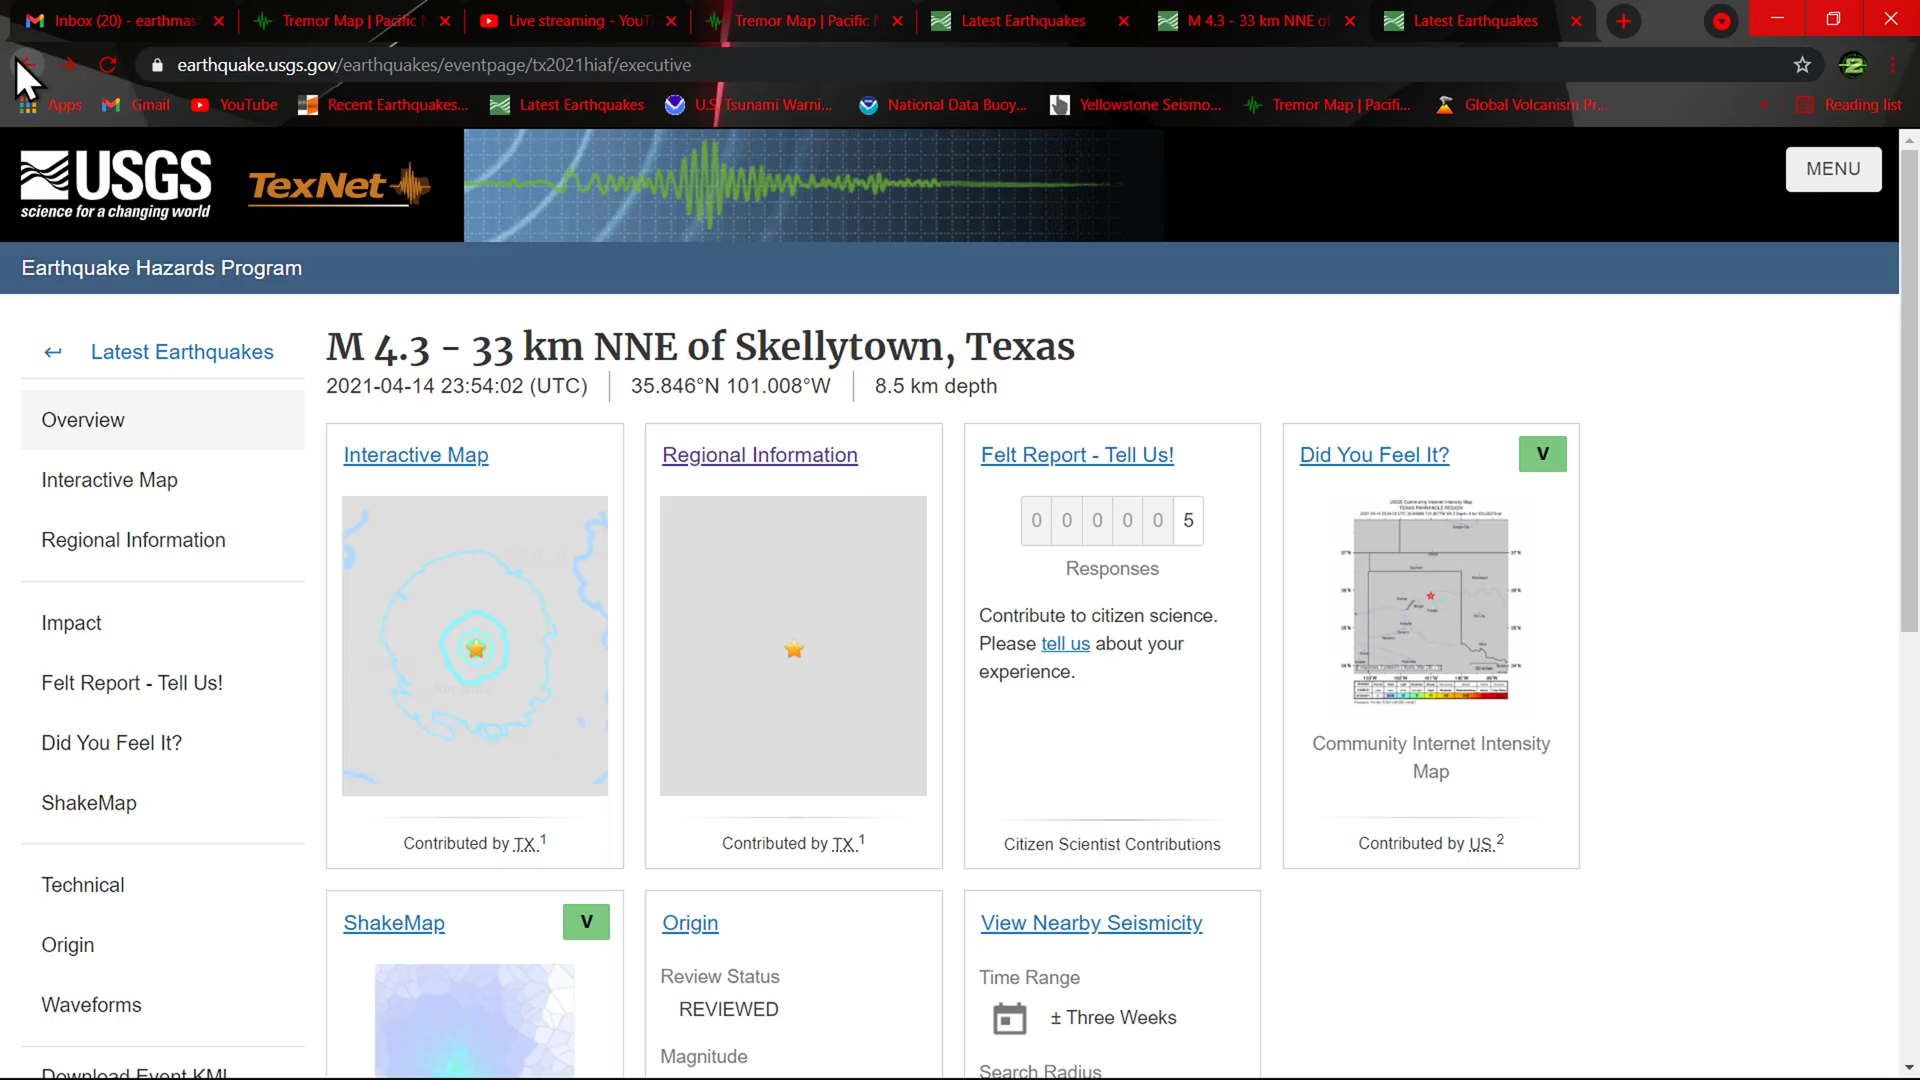 Inbox (20) - earthmas
Tremor Map | Pacific N
Live streaming - YouT
Tremor Map | Pacific N
Latest Earthquakes
M 4.3 - 33 km NNE of
Latest Earthquakes
earthquake.usgs.gov/earthquakes/eventpage/tx2021hiaf/executive
Apps
Gmail
YouTube
Recent Earthquakes...
Latest Earthquakes
U.S. Tsunami Warni...
National Data Buoy...
Yellowstone Seismo...
Tremor Map | Pacifi...
Global Volcanism Pr...
Reading list
USGS
science for a changing world
TexNet
MENU
Earthquake Hazards Program
Latest Earthquakes
Overview
Interactive Map
Regional Information
Impact
Felt Report - Tell Us!
Did You Feel It?
ShakeMap
Technical
Origin
Waveforms
Download Event KML
M 4.3 - 33 km NNE of Skellytown, Texas
2021-04-14 23:54:02 (UTC)
35.846°N 101.008°W
8.5 km depth
Interactive Map
Contributed by TX 1
Regional Information
Contributed by TX 1
Felt Report - Tell Us!
0 0 0 0 0 5
Responses
Contribute to citizen science.
Please tell us about your
experience.
Citizen Scientist Contributions
Did You Feel It?
V
Community Internet Intensity
Map
Contributed by US 2
ShakeMap
V
Origin
Review Status
REVIEWED
Magnitude
View Nearby Seismicity
Time Range
± Three Weeks
Search Radius